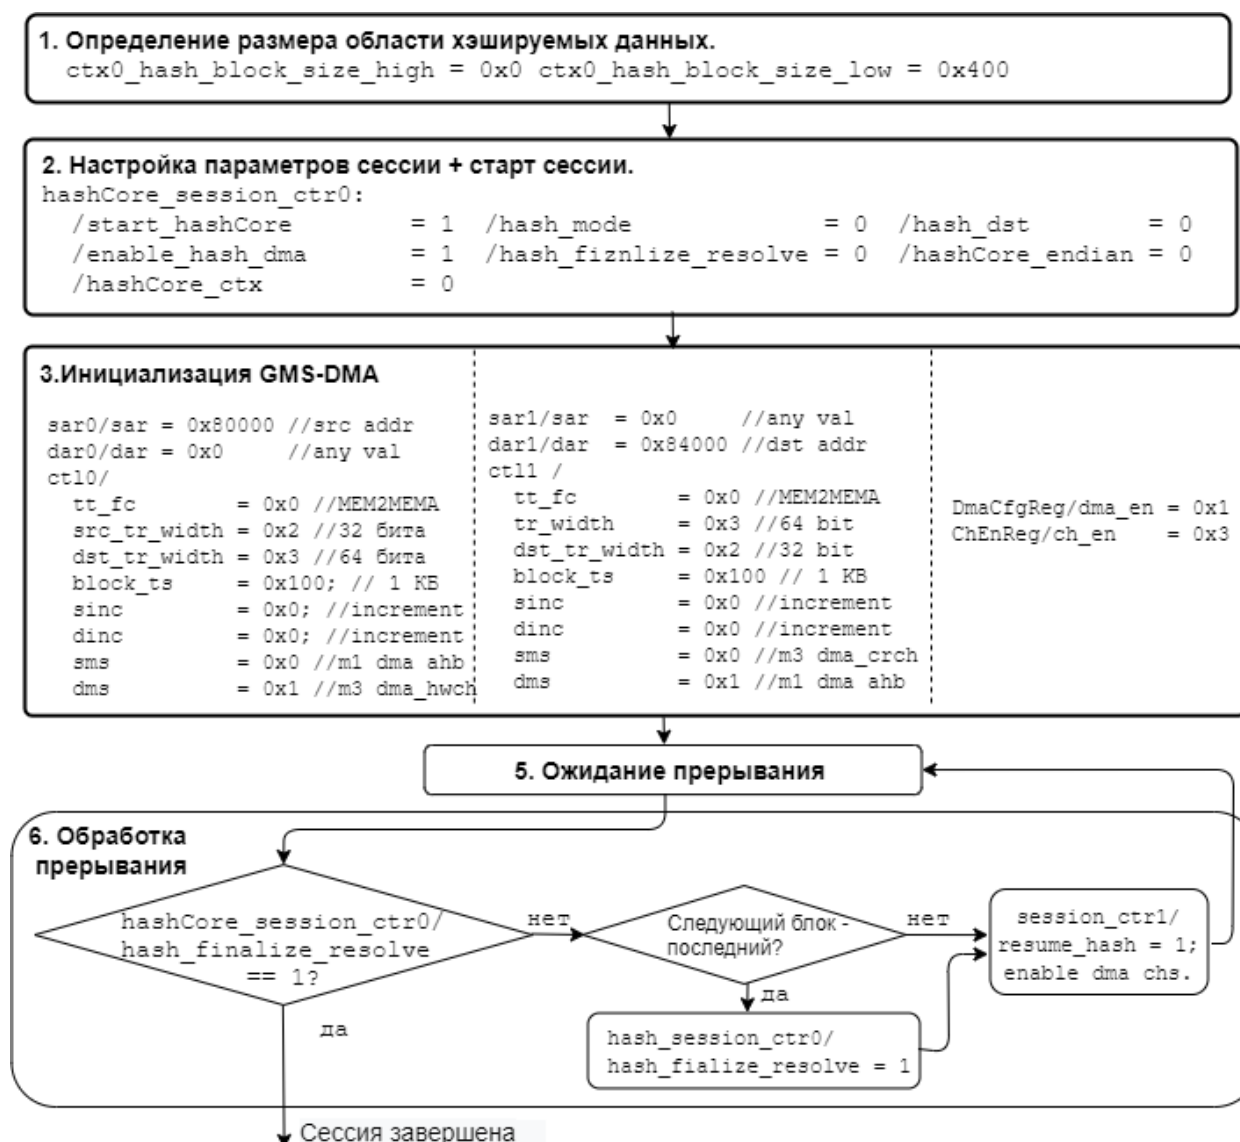 1. Определение размера области хэшируемых данных.
ctx0_hash_block_size_high = 0x0 ctx0_hash_block_size_low = 0x400
2. Настройка параметров сессии + старт сессии.
hashCore_session_ctr0:
/start_hashCore = 1 /hash_mode = 0 /hash_dst = 0
/enable_hash_dma = 1 /hash_fiznlize_resolve = 0 /hashCore_endian = 0
/hashCore_ctx = 0
3.Инициализация GMS-DMA
sar0/sar = 0x80000 //src addr
dar0/dar = 0x0 //any val
ctl0/
tt_fc = 0x0 //MEM2MEMA
src_tr_width = 0x2 //32 бита
dst_tr_width = 0x3 //64 бита
block_ts = 0x100; // 1 KB
sinc = 0x0; //increment
dinc = 0x0; //increment
sms = 0x0 //m1 dma ahb
dms = 0x1 //m3 dma_hwch
sar1/sar = 0x0 //any val
dar1/dar = 0x84000 //dst addr
ctl1 /
tt_fc = 0x0 //MEM2MEMA
tr_width = 0x3 //64 bit
dst_tr_width = 0x2 //32 bit
block_ts = 0x100 // 1 KB
sinc = 0x0 //increment
dinc = 0x0 //increment
sms = 0x0 //m3 dma_crch
dms = 0x1 //m1 dma ahb
DmaCfgReg/dma_en = 0x1
ChEnReg/ch_en = 0x3
5. Ожидание прерывания
6. Обработка
прерывания
hashCore_session_ctr0/
hash_finalize_resolve
== 1?
нет
Следующий блок -
последний?
нет
session_ctr1/
resume_hash = 1;
enable dma chs.
да
hash_session_ctr0/
hash_fialize_resolve = 1
да
Сессия завершена